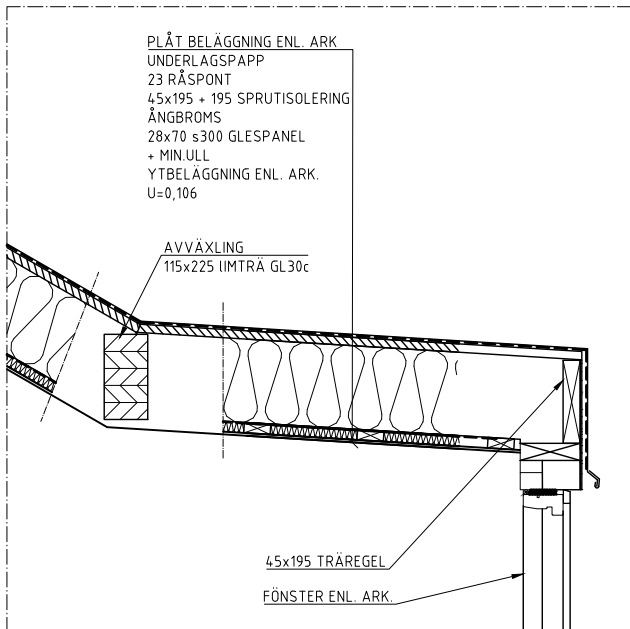 PLÅT BELÄGGNING ENL. ARK
UNDERLAGSPAPP
23 RÅSPONT
45x195 + 195 SPRUTISOLERING
ÅNGBROMS
28x70 s300 GLESPANEL
+ MIN.ULL
YTBELÄGGNING ENL. ARK.
U=0,106
AVVÄXLING
115x225 lIMTRÄ GL30c
45x195 TRÄREGEL
FÖNSTER ENL. ARK.